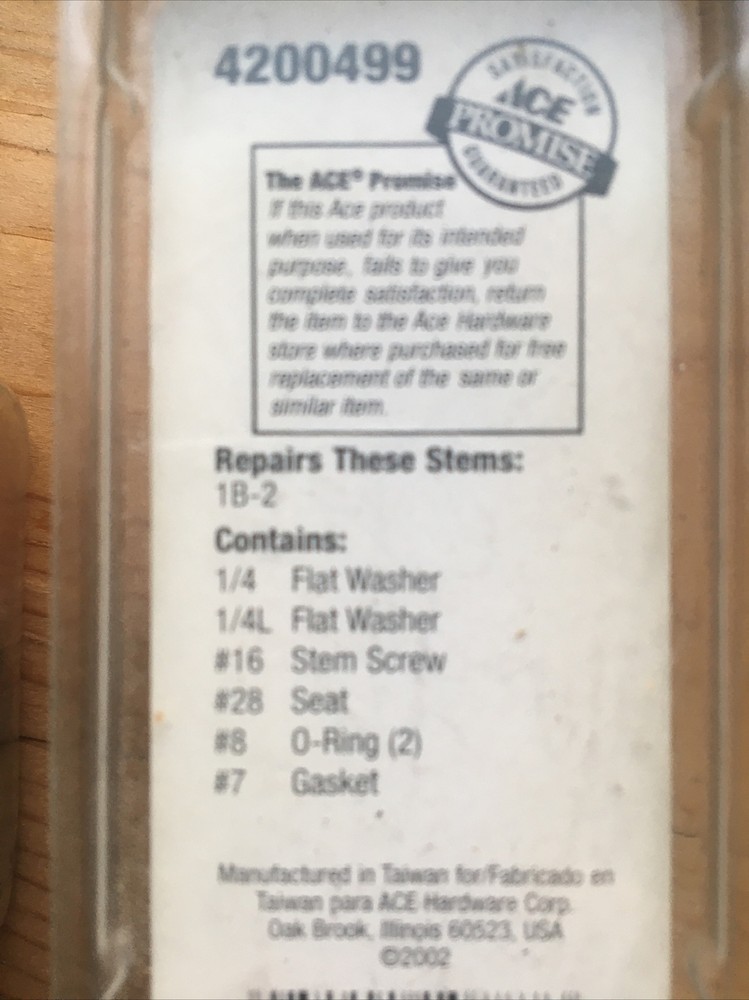 4200499
SATISFACTION
ACE
PROMISE
GUARANTEED
The ACE® Promise
If this Ace product
when used for its intended
purpose, fails to give you
complete satisfaction, return
the item to the Ace Hardware
store where purchased for free
replacement of the same or
similar item.
Repairs These Stems:
1B-2
Contains:
1/4 Flat Washer
1/4L Flat Washer
#16 Stem Screw
#28 Seat
#8 O-Ring (2)
#7 Gasket
Manufactured in Taiwan for/Fabricado en
Taiwan para ACE Hardware Corp.
Oak Brook, Illinois 60523, USA
©2002